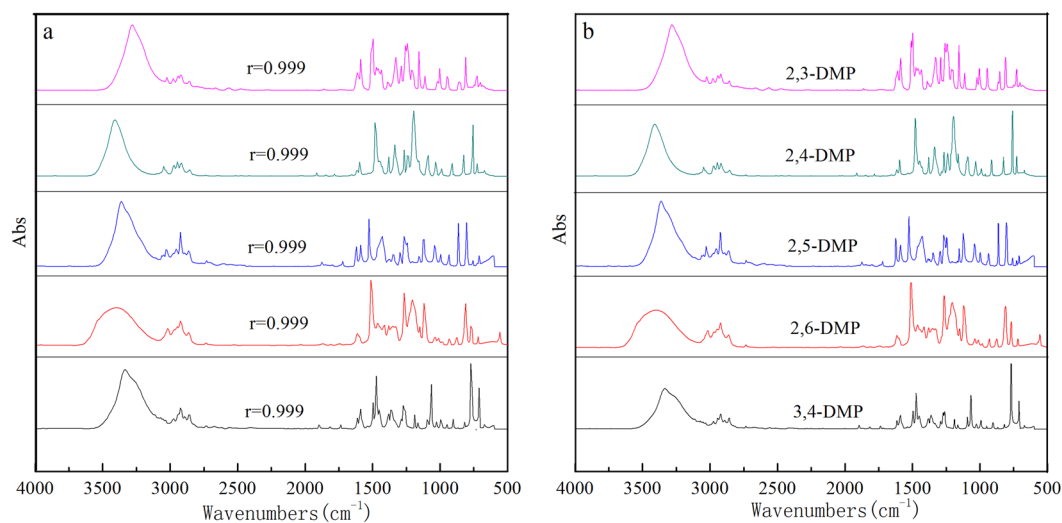 a
r=0.999
r=0.999
r=0.999
r=0.999
r=0.999
Abs
4000 3500 3000 2500 2000 1500 1000 500
Wavenumbers(cm⁻¹)
b
2,3-DMP
2,4-DMP
2,5-DMP
2,6-DMP
3,4-DMP
Abs
4000 3500 3000 2500 2000 1500 1000 500
Wavenumbers(cm⁻¹)